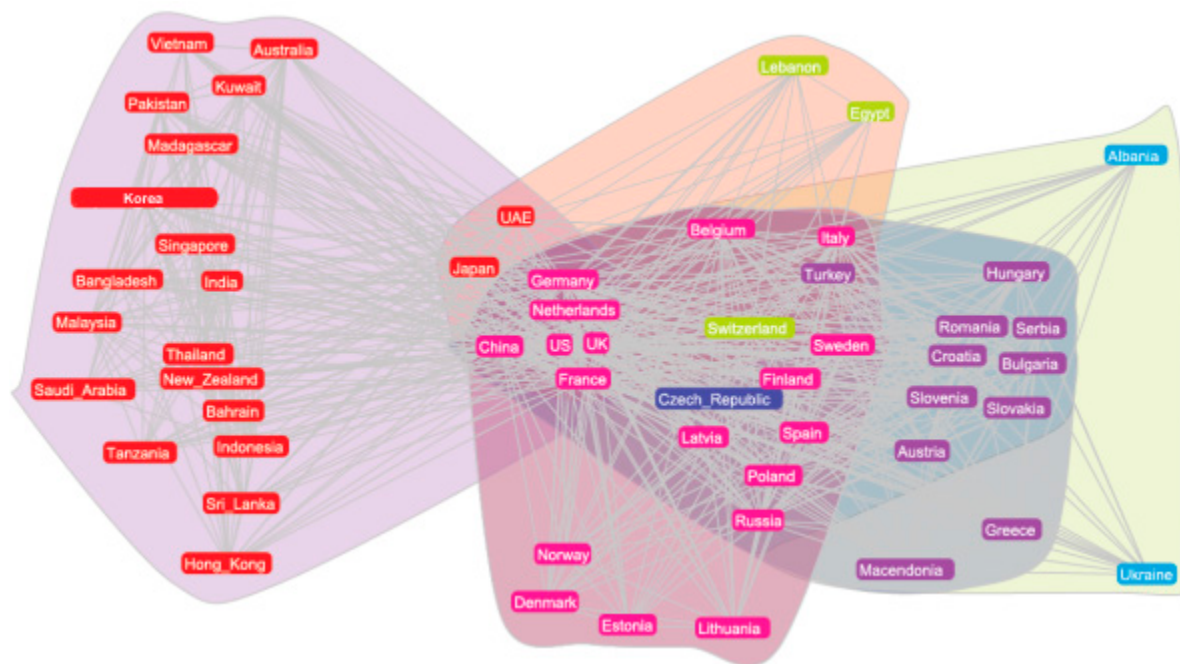 Vietnam
Australia
Kuwait
Pakistan
Madagascar
Korea
Singapore
Bangladesh
India
Malaysia
Thailand
New_Zealand
Saudi_Arabia
Bahrain
Tanzania
Indonesia
Sri_Lanka
Hong_Kong
Lebanon
Egypt
UAE
Japan
Belgium
Italy
Germany
Turkey
Netherlands
China
US
UK
Switzerland
Sweden
France
Finland
Czech_Republic
Latvia
Spain
Poland
Russia
Norway
Denmark
Estonia
Lithuania
Albania
Hungary
Romania
Serbia
Croatia
Bulgaria
Slovenia
Slovakia
Austria
Greece
Macendonia
Ukraine